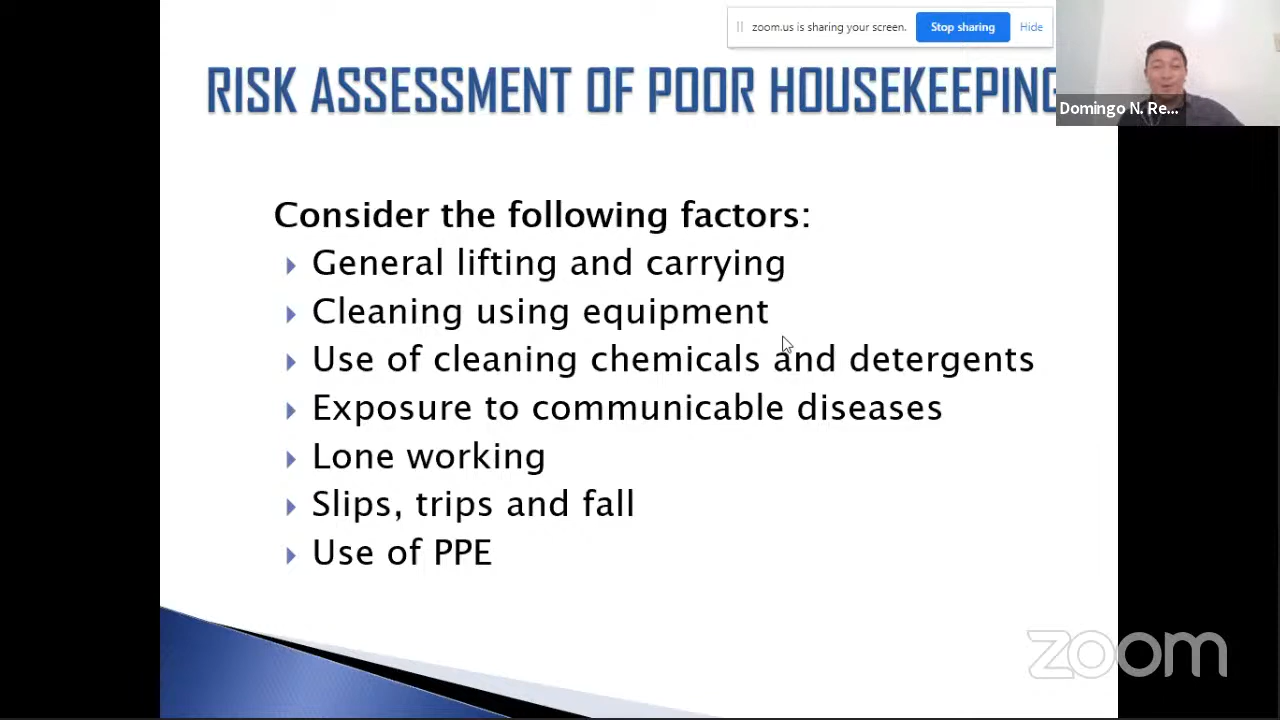 zoom.us is sharing your screen. Stop sharing Hide
RISK ASSESSMENT OF POOR HOUSEKEEPING
Domingo N. Re...
Consider the following factors:
General lifting and carrying
Cleaning using equipment
Use of cleaning chemicals and detergents
Exposure to communicable diseases
Lone working
Slips, trips and fall
Use of PPE
zoom